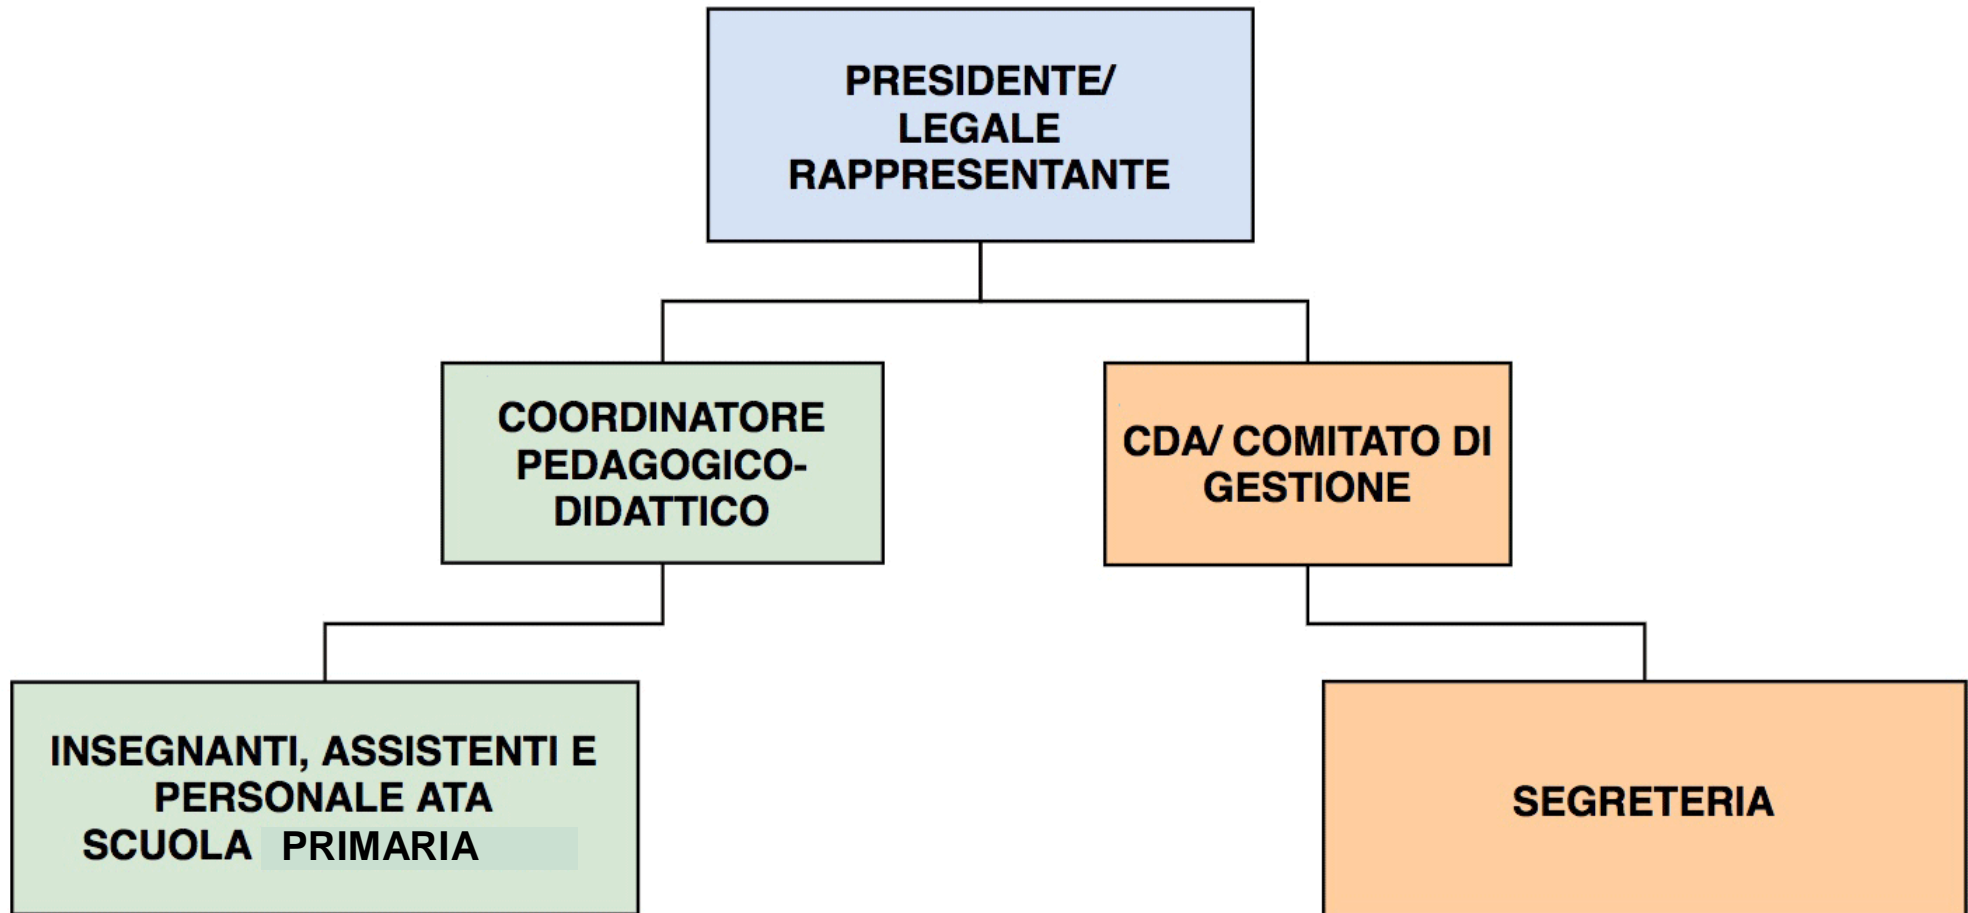 PRESIDENTE/
LEGALE
RAPPRESENTANTE
COORDINATORE
PEDAGOGICO-
DIDATTICO
CDA/ COMITATO DI
GESTIONE
INSEGNANTI, ASSISTENTI E
PERSONALE ATA
SCUOLA PRIMARIA
SEGRETERIA